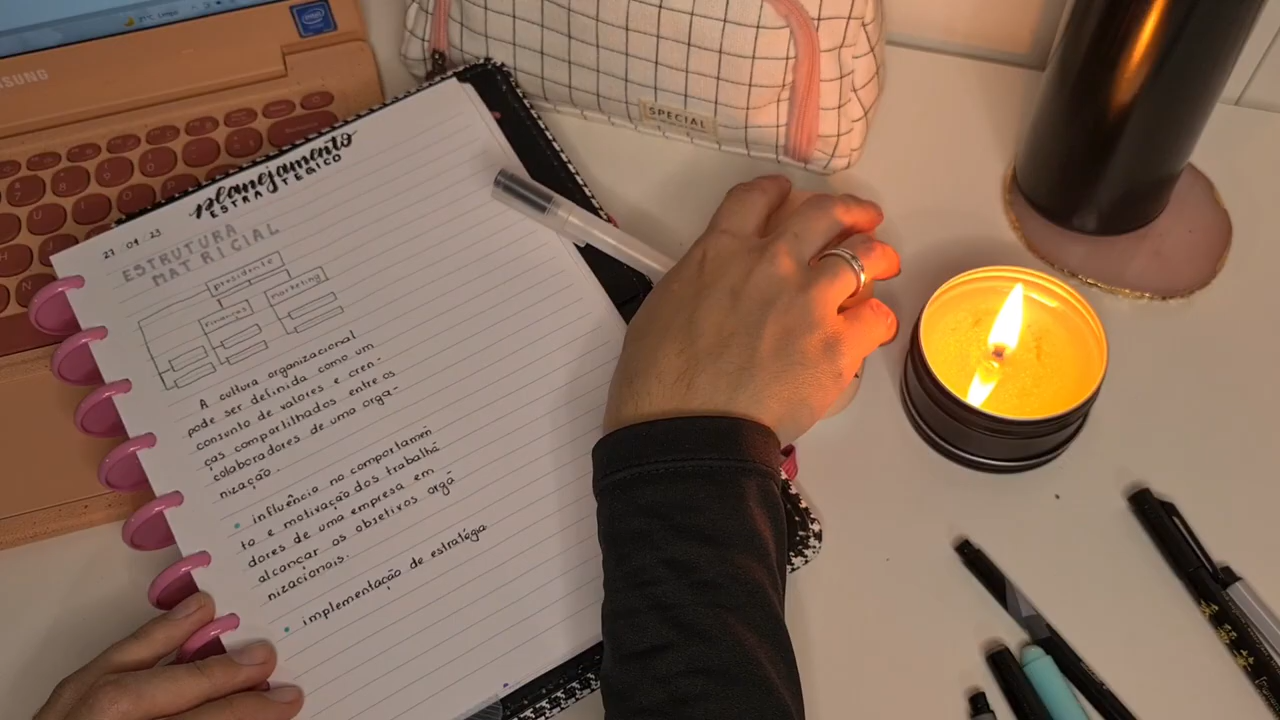 SAMSUNG
intel
SPECIAL
planejamento
ESTRATÉGICO
27/04/23
ESTRUTURA
MATRICIAL
presidente
marketing
finanças
A cultura organizacional
pode ser definida como um
conjunto de valores e cren-
ças compartilhados entre os
colaboradores de uma orga-
nização.
• influência no comportamen
to e motivação dos trabalha
dores de uma empresa em
alcançar os objetivos orga
nizacionais.
• implementação de estratégia